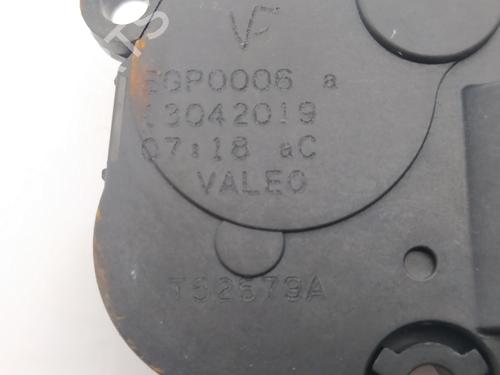 VF
EGP0006 a
13042019
07:18 aC
VALEO
T52679A